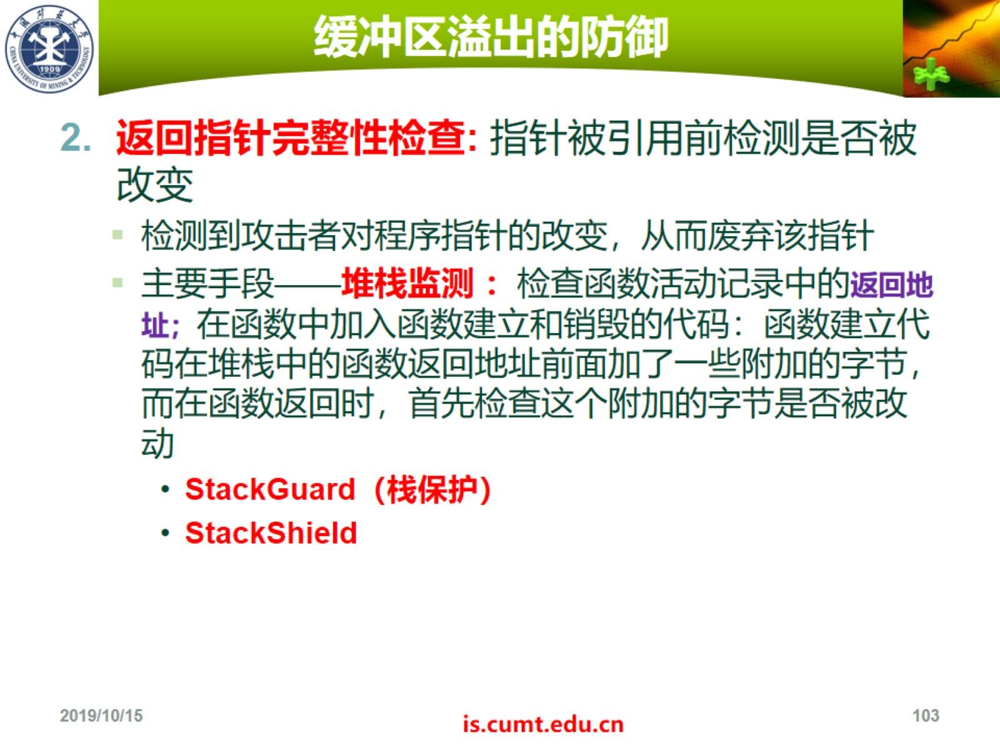 缓冲区溢出的防御
中国矿业大学
1909
CHINA UNIVERSITY OF MINING & TECHNOLOGY
2. 返回指针完整性检查: 指针被引用前检测是否被
改变
检测到攻击者对程序指针的改变，从而废弃该指针
主要手段——堆栈监测 ： 检查函数活动记录中的返回地
址; 在函数中加入函数建立和销毁的代码：函数建立代
码在堆栈中的函数返回地址前面加了一些附加的字节，
而在函数返回时，首先检查这个附加的字节是否被改
动
• StackGuard（栈保护）
• StackShield
2019/10/15
is.cumt.edu.cn
103